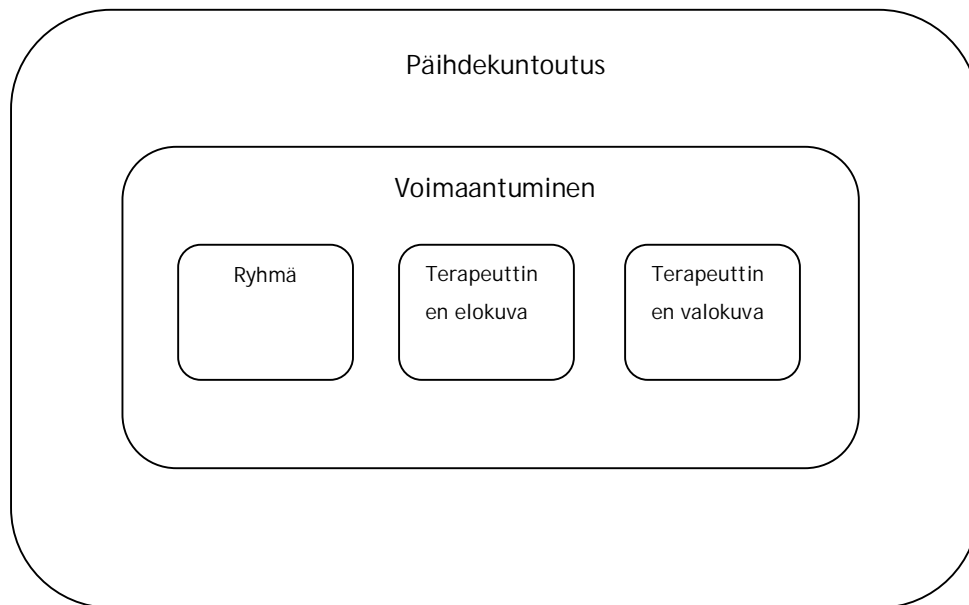 Päihdekuntoutus
Voimaantuminen
Ryhmä
Terapeuttin
en elokuva
Terapeuttin
en valokuva